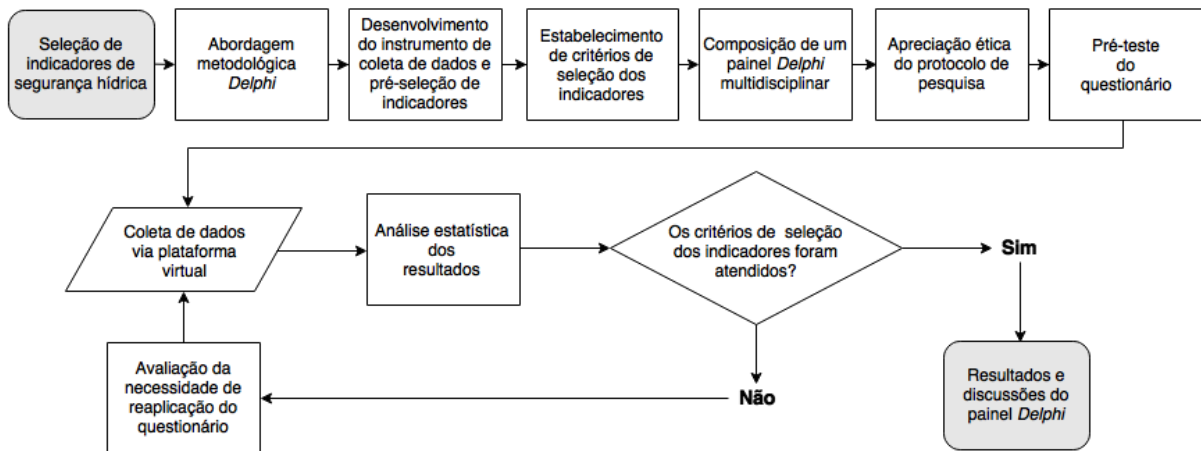 Seleção de
indicadores de
segurança hídrica
Abordagem
metodológica
Delphi
Desenvolvimento
do instrumento de
coleta de dados e
pré-seleção de
indicadores
Estabelecimento
de critérios de
seleção dos
indicadores
Composição de um
painel Delphi
multidisciplinar
Apreciação ética
do protocolo de
pesquisa
Pré-teste
do
questionário
Coleta de dados
via plataforma
virtual
Análise estatística
dos
resultados
Os critérios de seleção
dos indicadores foram
atendidos?
Sim
Não
Avaliação da
necessidade de
reaplicação do
questionário
Resultados e
discussões do
painel Delphi